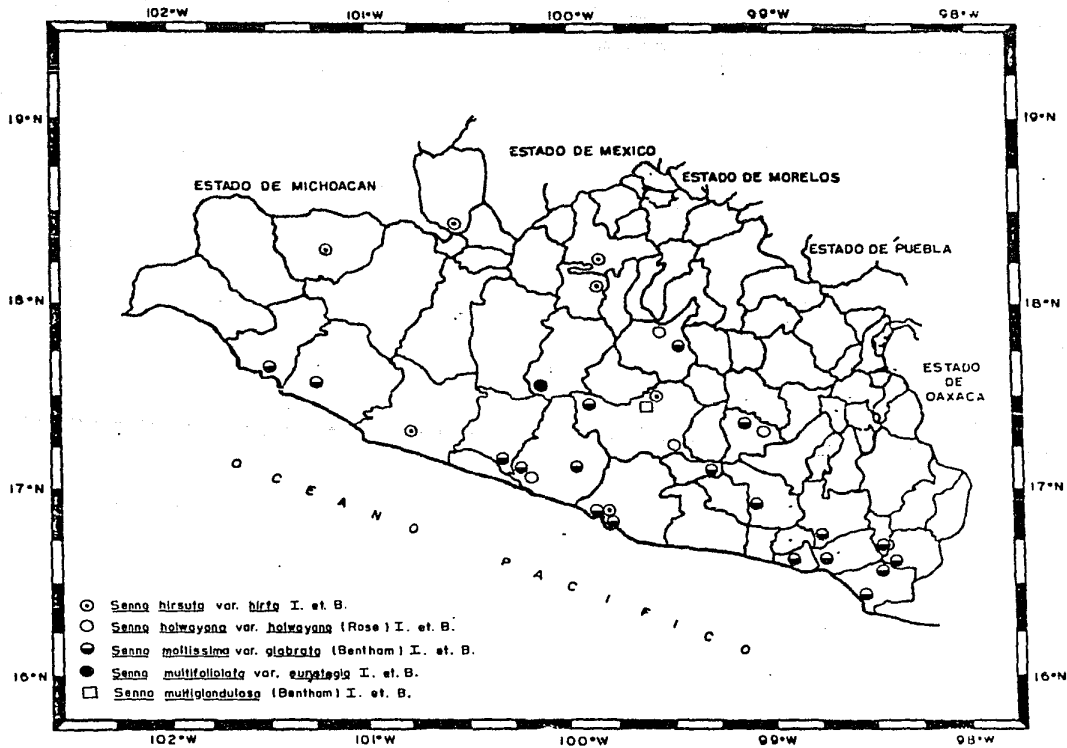 102°W 101°W 100°W 99°W 98°W
19°N 19°N
ESTADO DE MEXICO
ESTADO DE MICHOACAN
ESTADO DE MORELOS
ESTADO DE PUEBLA
18°N 18°N
ESTADO
DE
OAXACA
17°N 17°N
OCEANO
PACIFICO
Senna hirsuta var. hirta I. et. B.
Senna holwayana var. holwayana (Rose) I. et. B.
Senna mollissima var. glabrata (Bentham) I. et. B.
Senna multifoliolata var. eurystegia I. et. B.
Senna multiglandulosa (Bentham) I. et. B.
16°N 16°N
102°W 101°W 100°W 99°W 98°W